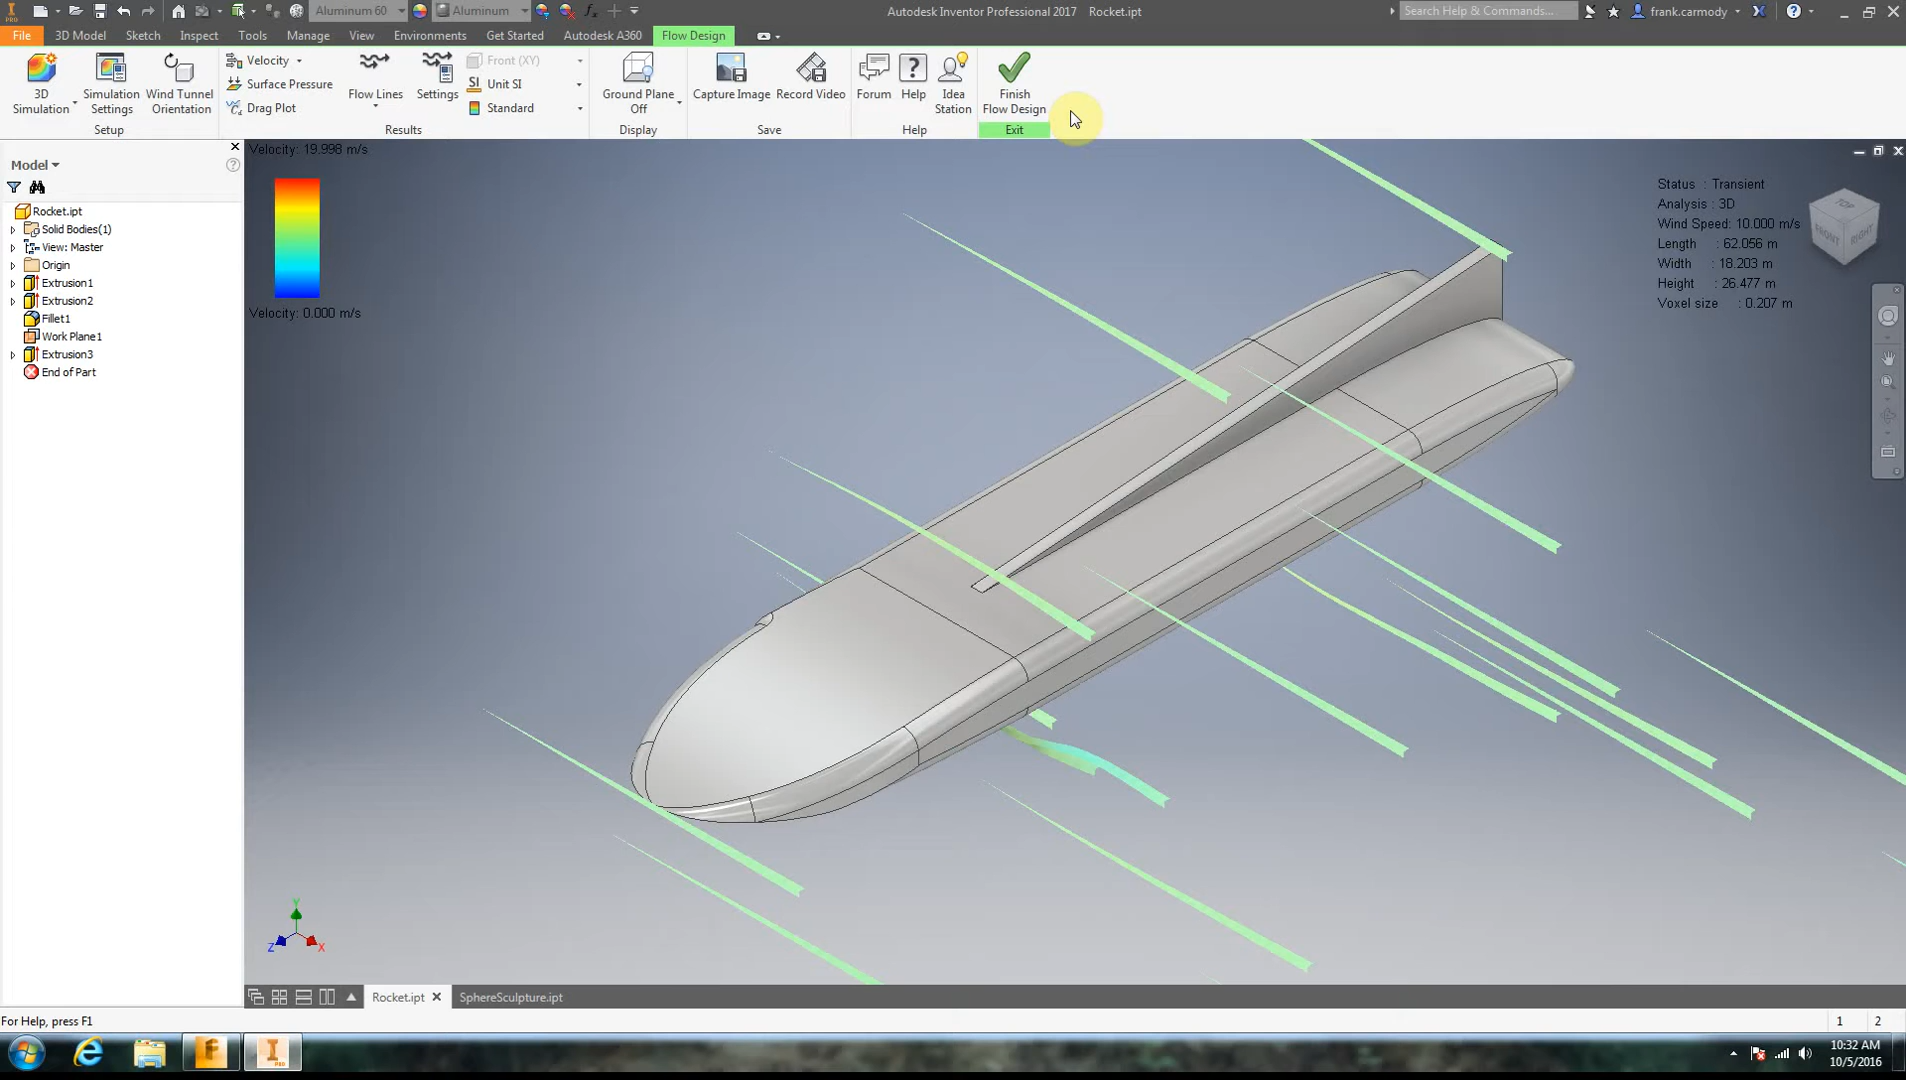 Aluminum 60
Aluminum
Autodesk Inventor Professional 2017 Rocket.ipt
Search Help & Commands...
frank.carmody
PRO
File
3D Model
Sketch
Inspect
Tools
Manage
View
Environments
Get Started
Autodesk A360
Flow Design
3D Simulation
Simulation Settings
Wind Tunnel Orientation
Setup
Velocity
Surface Pressure
Drag Plot
Flow Lines
Settings
Front (XY)
SI Unit SI
Standard
Results
Ground Plane Off
Display
Capture Image
Record Video
Save
Forum
Help
Idea Station
Help
Finish Flow Design
Exit
Model
Rocket.ipt
Solid Bodies(1)
View: Master
Origin
Extrusion1
Extrusion2
Fillet1
Work Plane1
Extrusion3
End of Part
Velocity: 19.998 m/s
Velocity: 0.000 m/s
Status : Transient
Analysis : 3D
Wind Speed: 10.000 m/s
Length : 62.056 m
Width : 18.203 m
Height : 26.477 m
Voxel size : 0.207 m
TOP
FRONT
RIGHT
Y
Z
X
Rocket.ipt
SphereSculpture.ipt
For Help, press F1
1
2
10:32 AM
10/5/2016